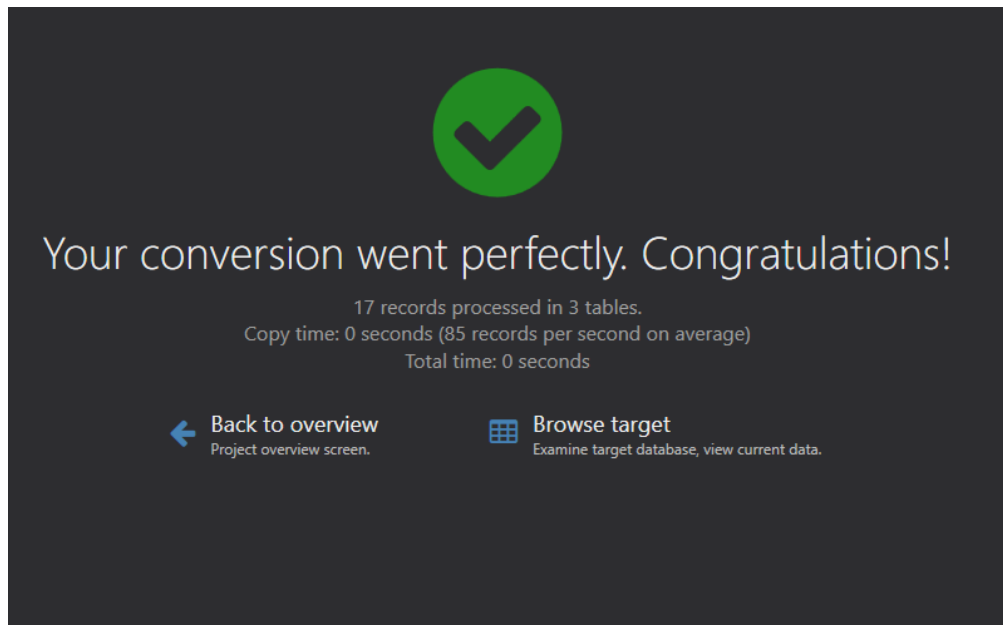 Your conversion went perfectly. Congratulations!
17 records processed in 3 tables.
Copy time: 0 seconds (85 records per second on average)
Total time: 0 seconds
Back to overview
Project overview screen.
Browse target
Examine target database, view current data.